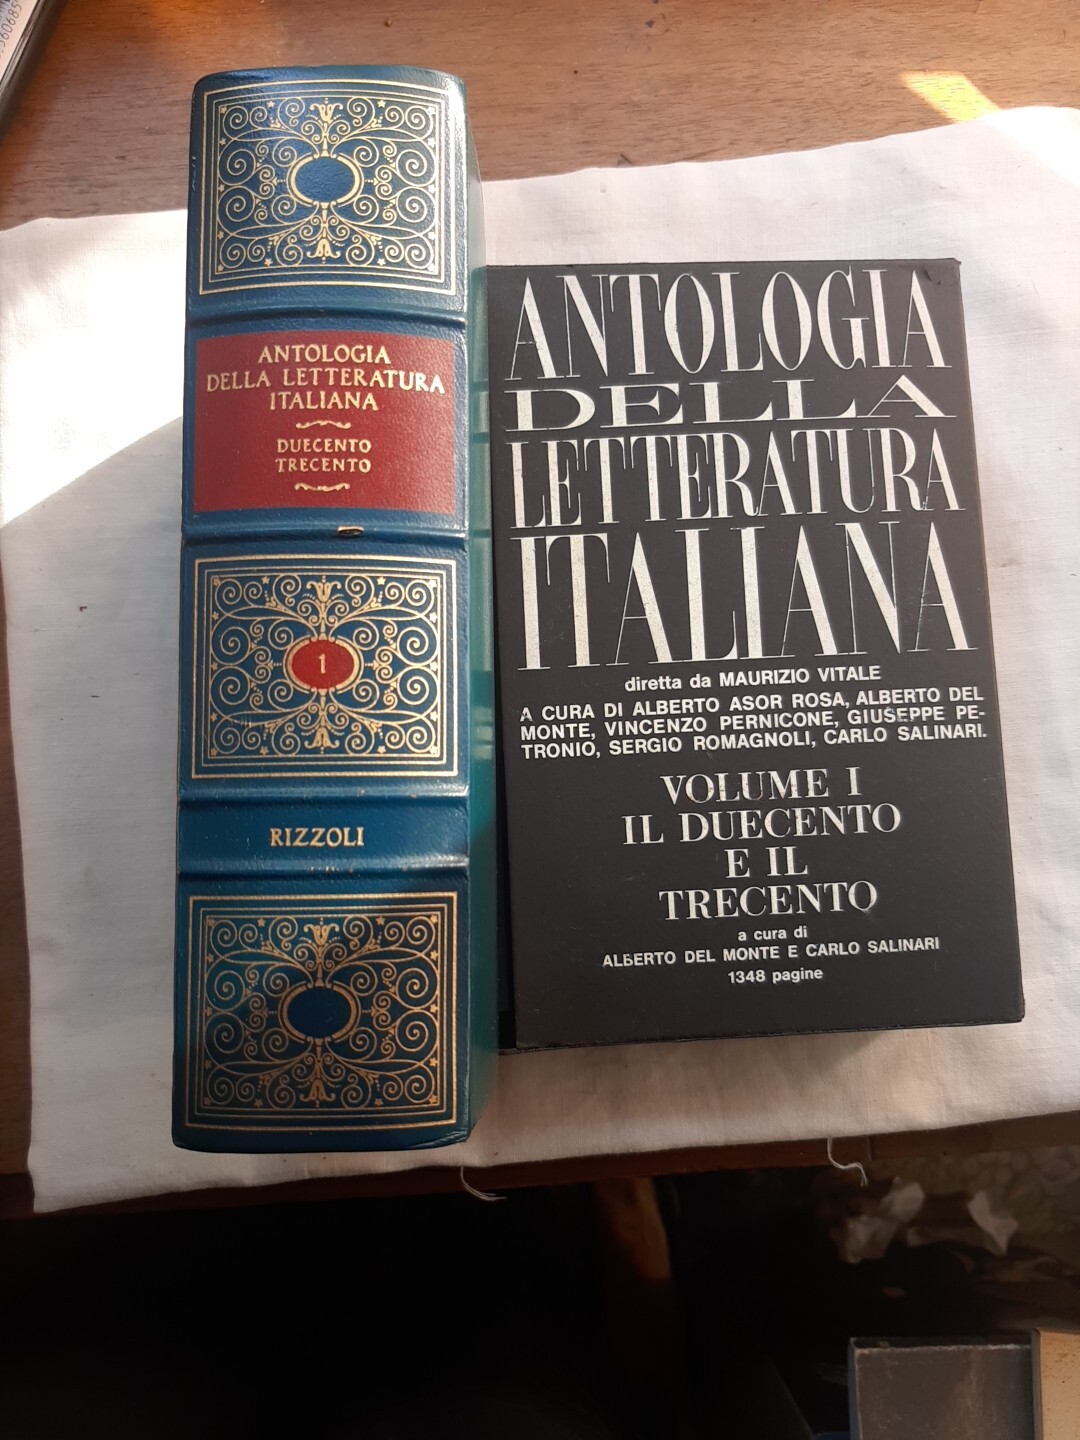 ANTOLOGIA
DELLA LETTERATURA
ITALIANA
DUECENTO
TRECENTO
1
RIZZOLI
ANTOLOGIA
DELLA
LETTERATURA
ITALIANA
diretta da MAURIZIO VITALE
A CURA DI ALBERTO ASOR ROSA, ALBERTO DEL
MONTE, VINCENZO PERNICONE, GIUSEPPE PE-
TRONIO, SERGIO ROMAGNOLI, CARLO SALINARI.
VOLUME I
IL DUECENTO
E IL
TRECENTO
a cura di
ALBERTO DEL MONTE E CARLO SALINARI
1348 pagine